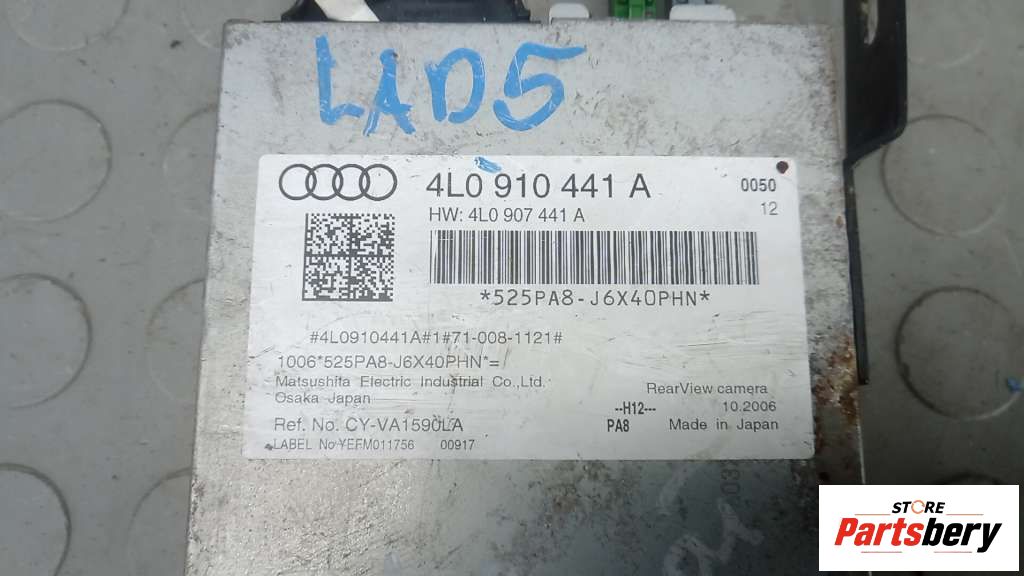 LAD5
4L0 910 441 A
0050
HW: 4L0 907 441 A
12
*525PA8-J6X40PHN*
#4L0910441A#1#71-008-1121#
1006*525PA8-J6X40PHN*=
Matsushita Electric Industrial Co.,Ltd.
Osaka Japan
RearView camera
--H12---
10.2006
Ref. No. CY-VA1590LA
PA8
Made in Japan
LABEL No YEFM011756 00917
STORE
Partsbery